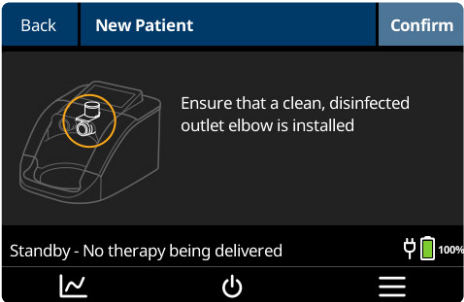 Back
New Patient
Confirm
Ensure that a clean, disinfected
outlet elbow is installed
Standby - No therapy being delivered
100%